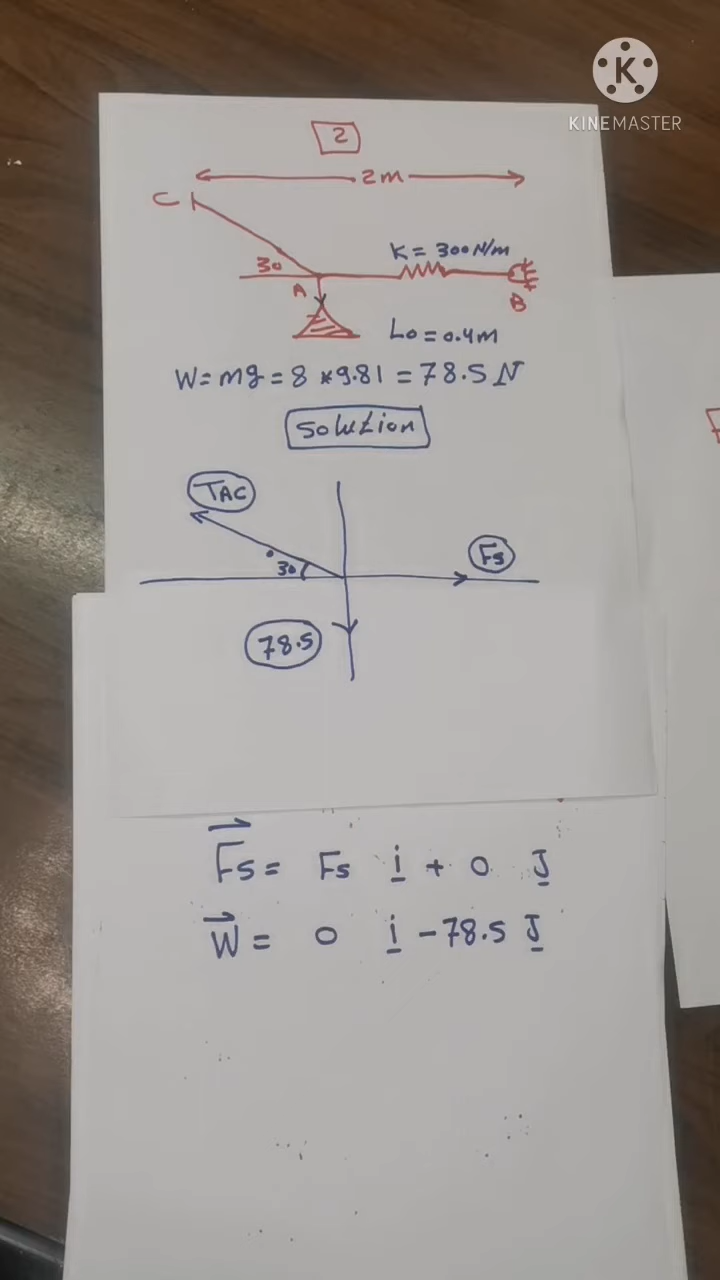 KINEMASTER
2
2m
C
30
K = 300 N/m
A
B
Lo = 0.4m
W = mg = 8 * 9.81 = 78.5 N
Solution
TAC
30
Fs
78.5
Fs = Fs i + 0 J
W = 0 i - 78.5 J